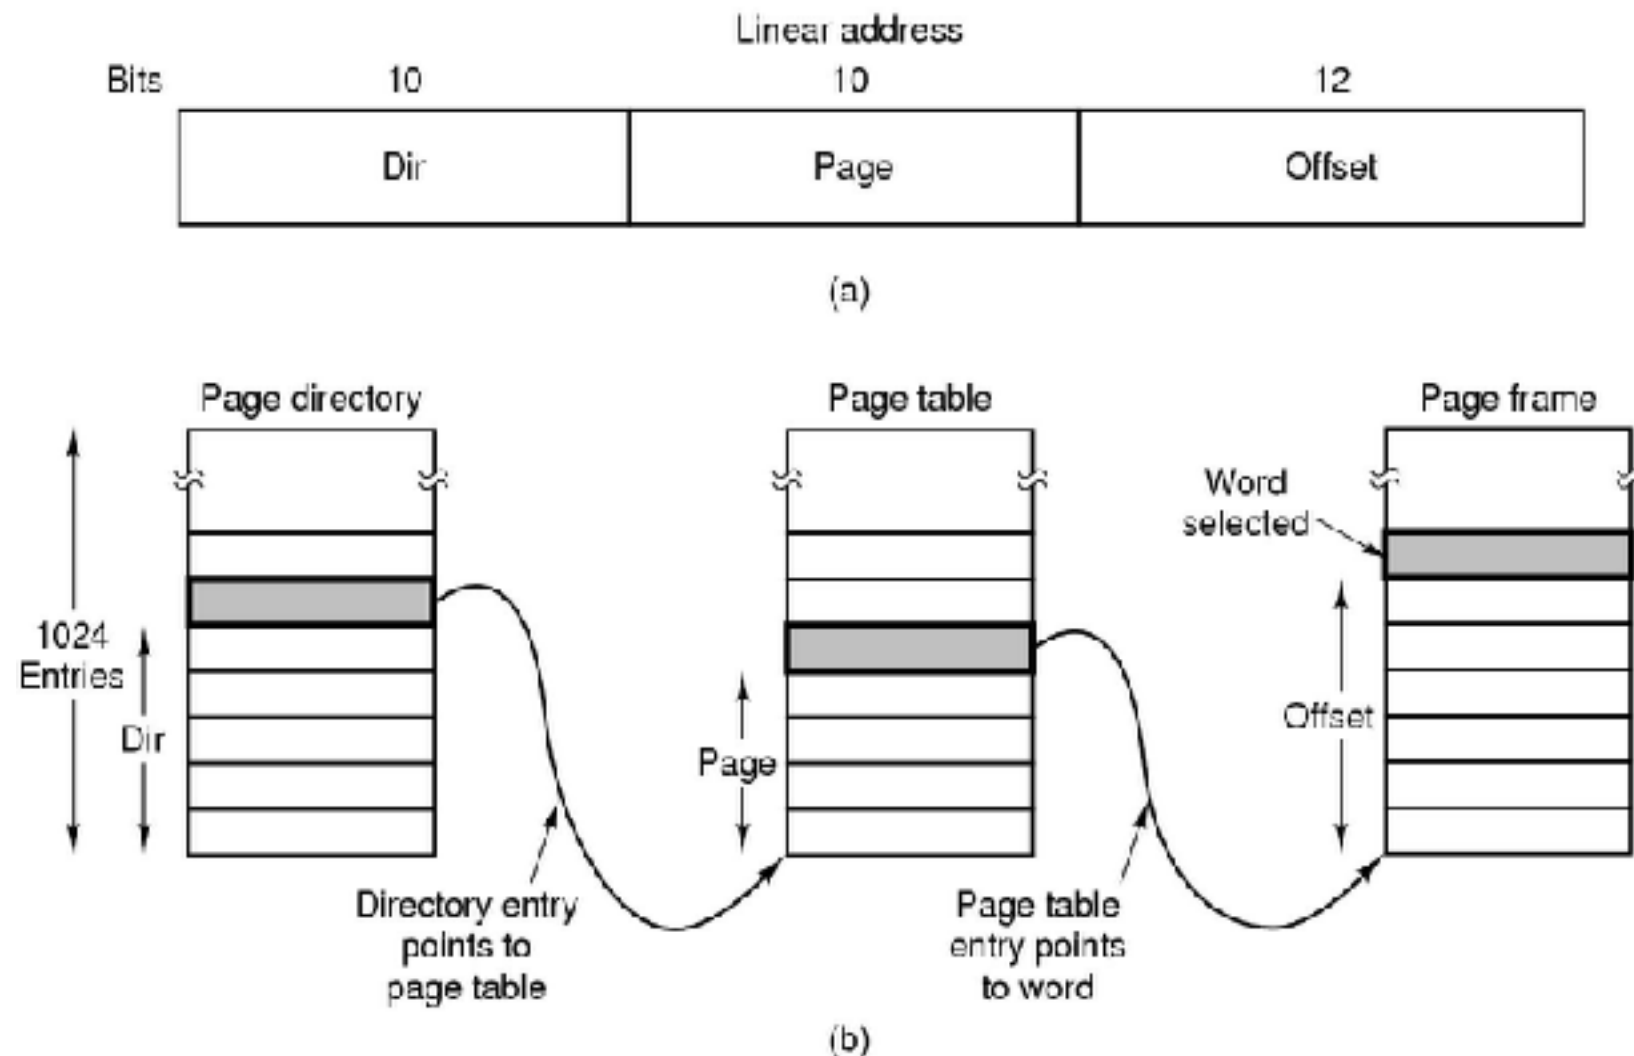 Linear address
Bits 10 10 12
Dir Page Offset
(a)
Page directory Page table Page frame
Word
selected
1024
Entries
Dir
Page
Offset
Directory entry
points to
page table
Page table
entry points
to word
(b)